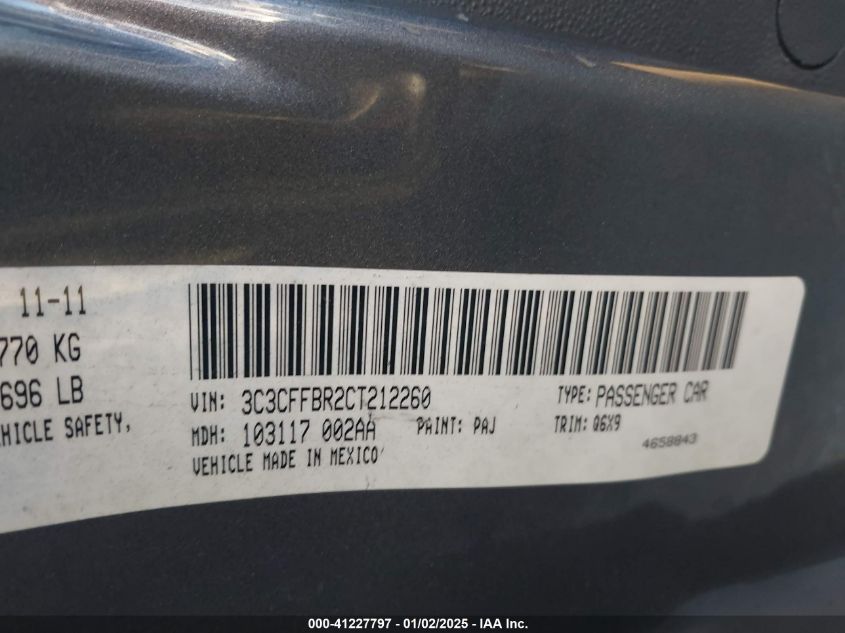 11-11
770 KG
696 LB
VEHICLE SAFETY,
VIN: 3C3CFFBR2CT212260
TYPE: PASSENGER CAR
MDH: 103117 002AA
PAINT: PAJ
TRIM: Q6X9
VEHICLE MADE IN MEXICO
4658843
000-41227797 - 01/02/2025 - IAA Inc.